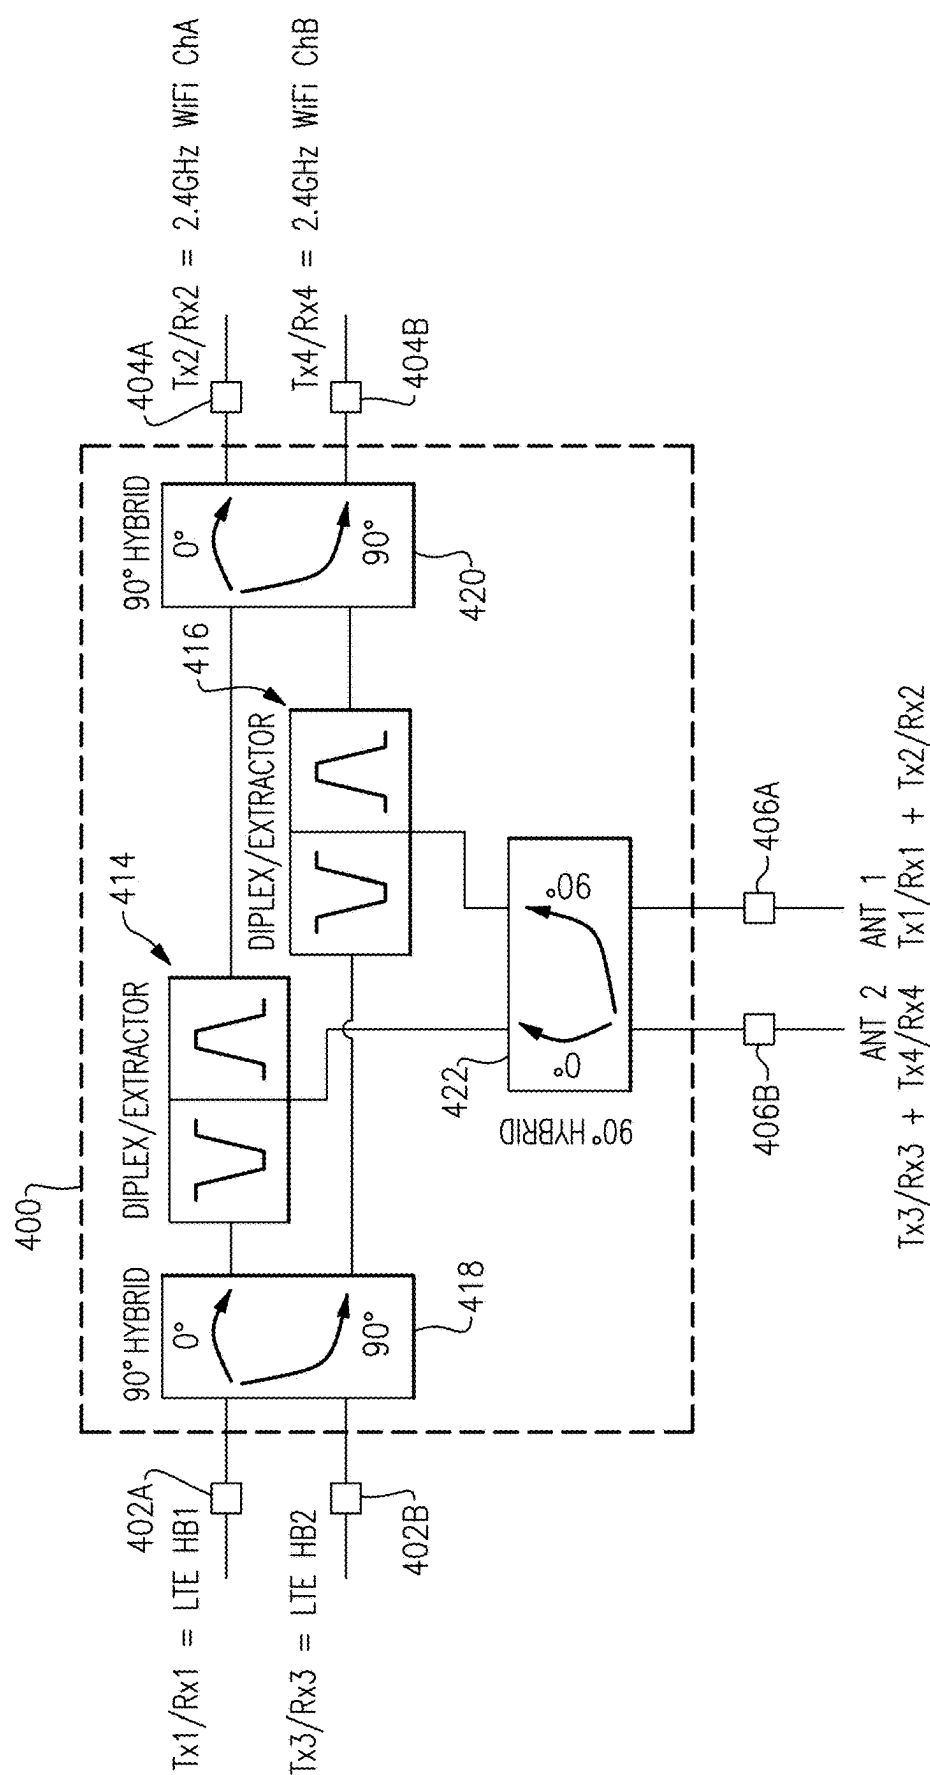 400
Tx1/Rx1 = LTE HB1
402A
Tx3/Rx3 = LTE HB2
402B
90° HYBRID
0°
90°
418
DIPLEX/EXTRACTOR
414
DIPLEX/EXTRACTOR
416
90° HYBRID
0°
90°
420
404A
Tx2/Rx2 = 2.4GHz WiFi ChA
Tx4/Rx4 = 2.4GHz WiFi ChB
404B
422
90° HYBRID
0°
90°
406B
406A
ANT 2
Tx3/Rx3 + Tx4/Rx4
ANT 1
Tx1/Rx1 + Tx2/Rx2